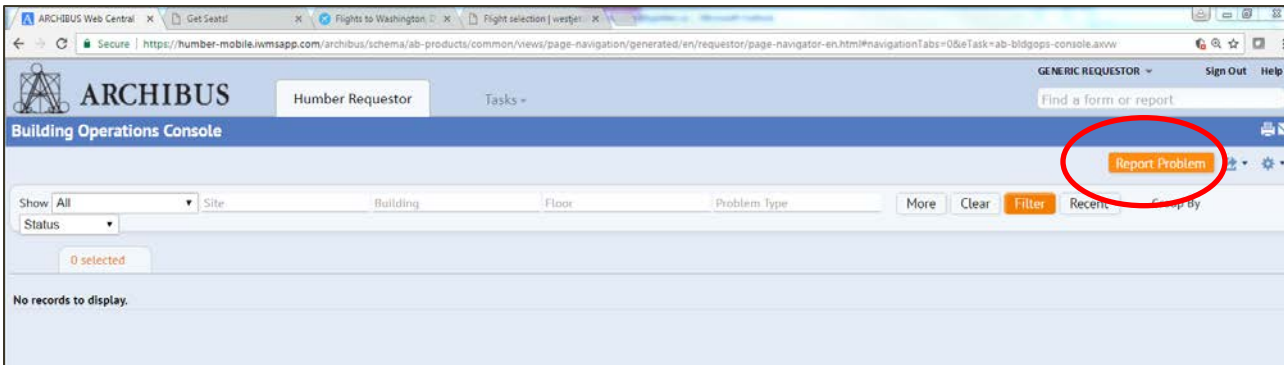 ARCHIBUS Web Central x Get Seats! x Flights to Washington, D x Flight selection | westjet x
Secure | https://humber-mobile.iwmsapp.com/archibus/schema/ab-products/common/views/page-navigation/generated/en/requestor/page-navigator-en.html#navigationTabs=0&eTask=ab-bldgops-console.axvw
GENERIC REQUESTOR Sign Out Help
ARCHIBUS Humber Requestor Tasks Find a form or report
Building Operations Console
Report Problem
Show All Site Building Floor Problem Type More Clear Filter Recent Group By
Status
0 selected
No records to display.